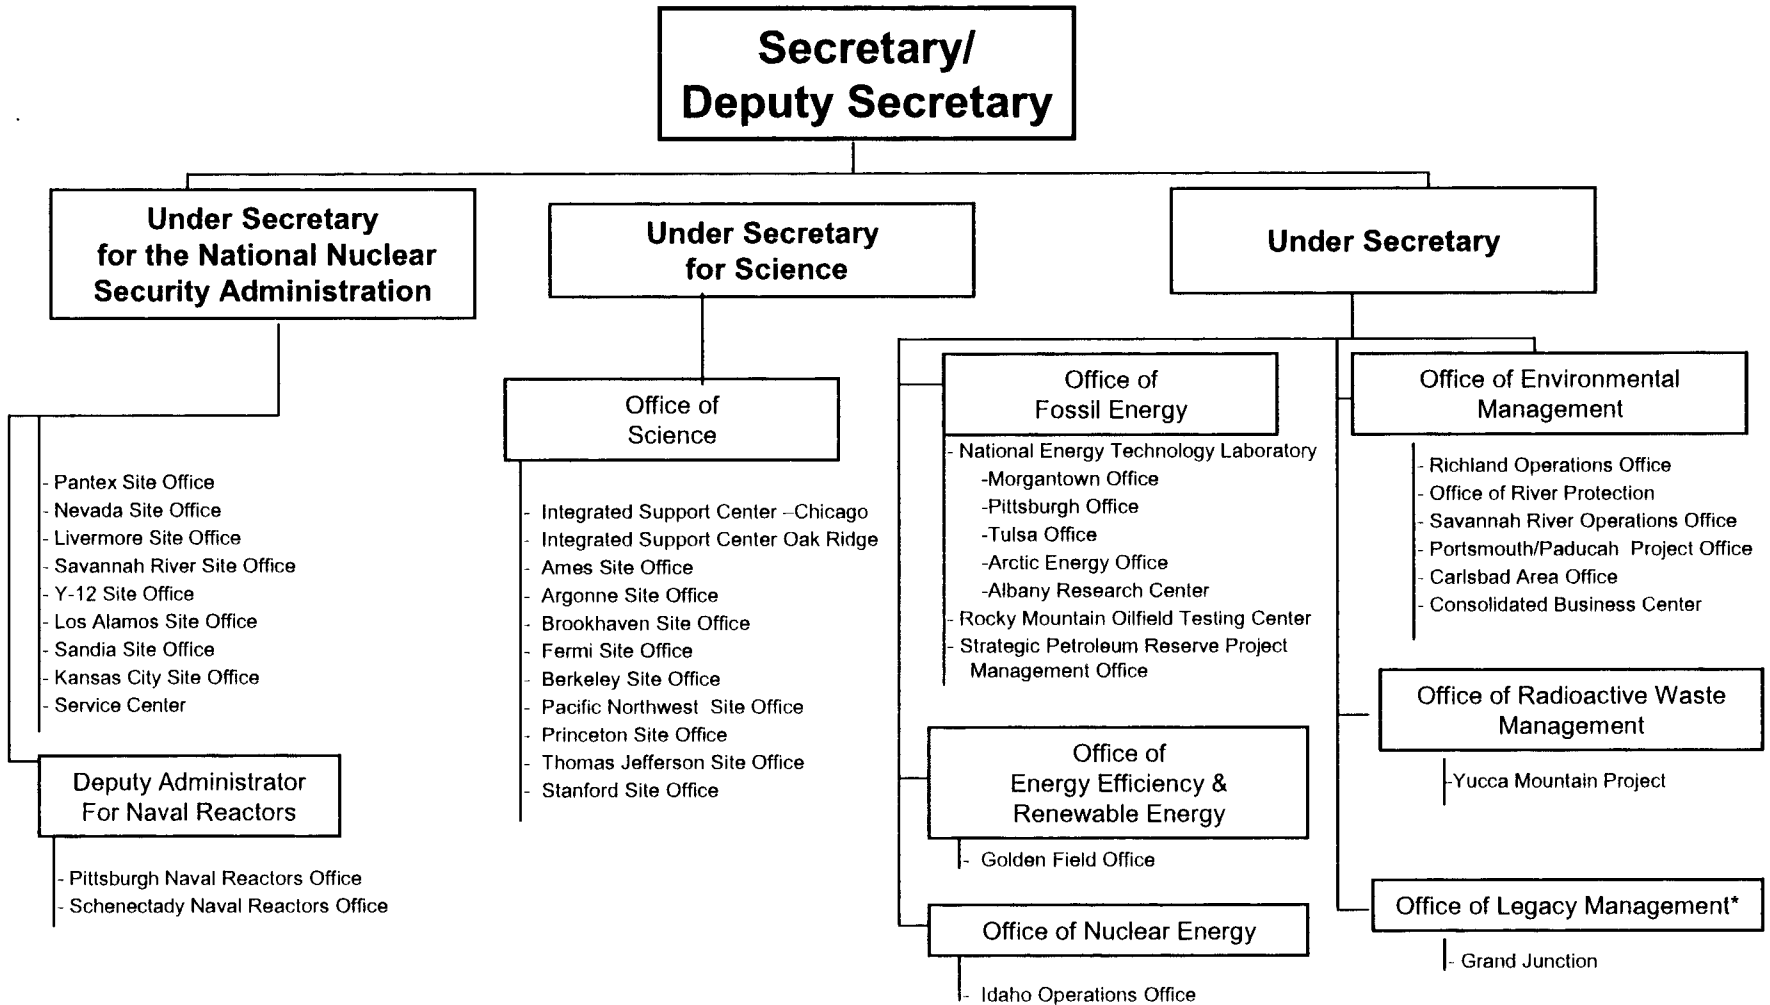 Secretary/
Deputy Secretary
Under Secretary
for the National Nuclear
Security Administration
- Pantex Site Office
- Nevada Site Office
- Livermore Site Office
- Savannah River Site Office
- Y-12 Site Office
- Los Alamos Site Office
- Sandia Site Office
- Kansas City Site Office
- Service Center
Deputy Administrator
For Naval Reactors
- Pittsburgh Naval Reactors Office
- Schenectady Naval Reactors Office
Under Secretary
for Science
Office of
Science
- Integrated Support Center –Chicago
- Integrated Support Center Oak Ridge
- Ames Site Office
- Argonne Site Office
- Brookhaven Site Office
- Fermi Site Office
- Berkeley Site Office
- Pacific Northwest Site Office
- Princeton Site Office
- Thomas Jefferson Site Office
- Stanford Site Office
Under Secretary
Office of
Fossil Energy
- National Energy Technology Laboratory
-Morgantown Office
-Pittsburgh Office
-Tulsa Office
-Arctic Energy Office
-Albany Research Center
- Rocky Mountain Oilfield Testing Center
- Strategic Petroleum Reserve Project
Management Office
Office of
Energy Efficiency &
Renewable Energy
- Golden Field Office
Office of Nuclear Energy
- Idaho Operations Office
Office of Environmental
Management
- Richland Operations Office
- Office of River Protection
- Savannah River Operations Office
- Portsmouth/Paducah Project Office
- Carlsbad Area Office
- Consolidated Business Center
Office of Radioactive Waste
Management
-Yucca Mountain Project
Office of Legacy Management*
- Grand Junction